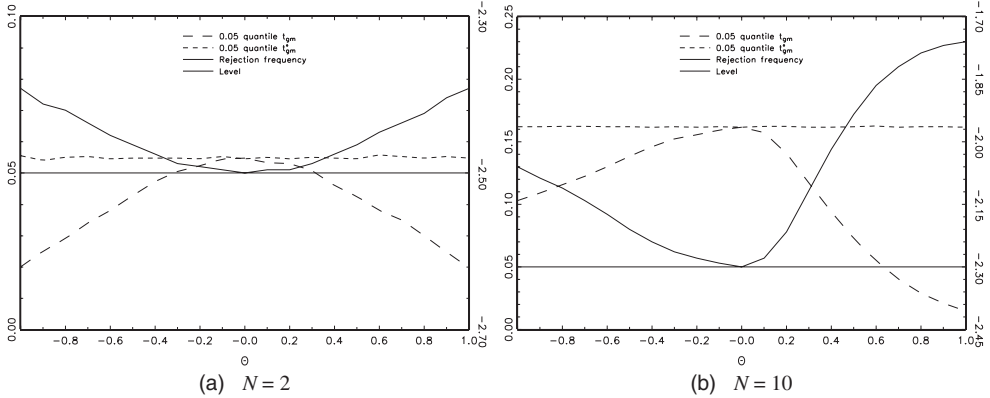 0.05 quantile t_gm
0.05 quantile t*_gm
Rejection frequency
Level
0.10
0.05
0.00
-2.30
-2.50
-2.70
-0.8 -0.6 -0.4 -0.2 -0.0 0.2 0.4 0.6 0.8 1.0
Θ
(a) N = 2
0.05 quantile t_gm
0.05 quantile t*_gm
Rejection frequency
Level
0.25
0.20
0.15
0.10
0.05
0.00
-1.70
-1.85
-2.00
-2.15
-2.30
-2.45
-0.8 -0.6 -0.4 -0.2 -0.0 0.2 0.4 0.6 0.8 1.0
Θ
(b) N = 10